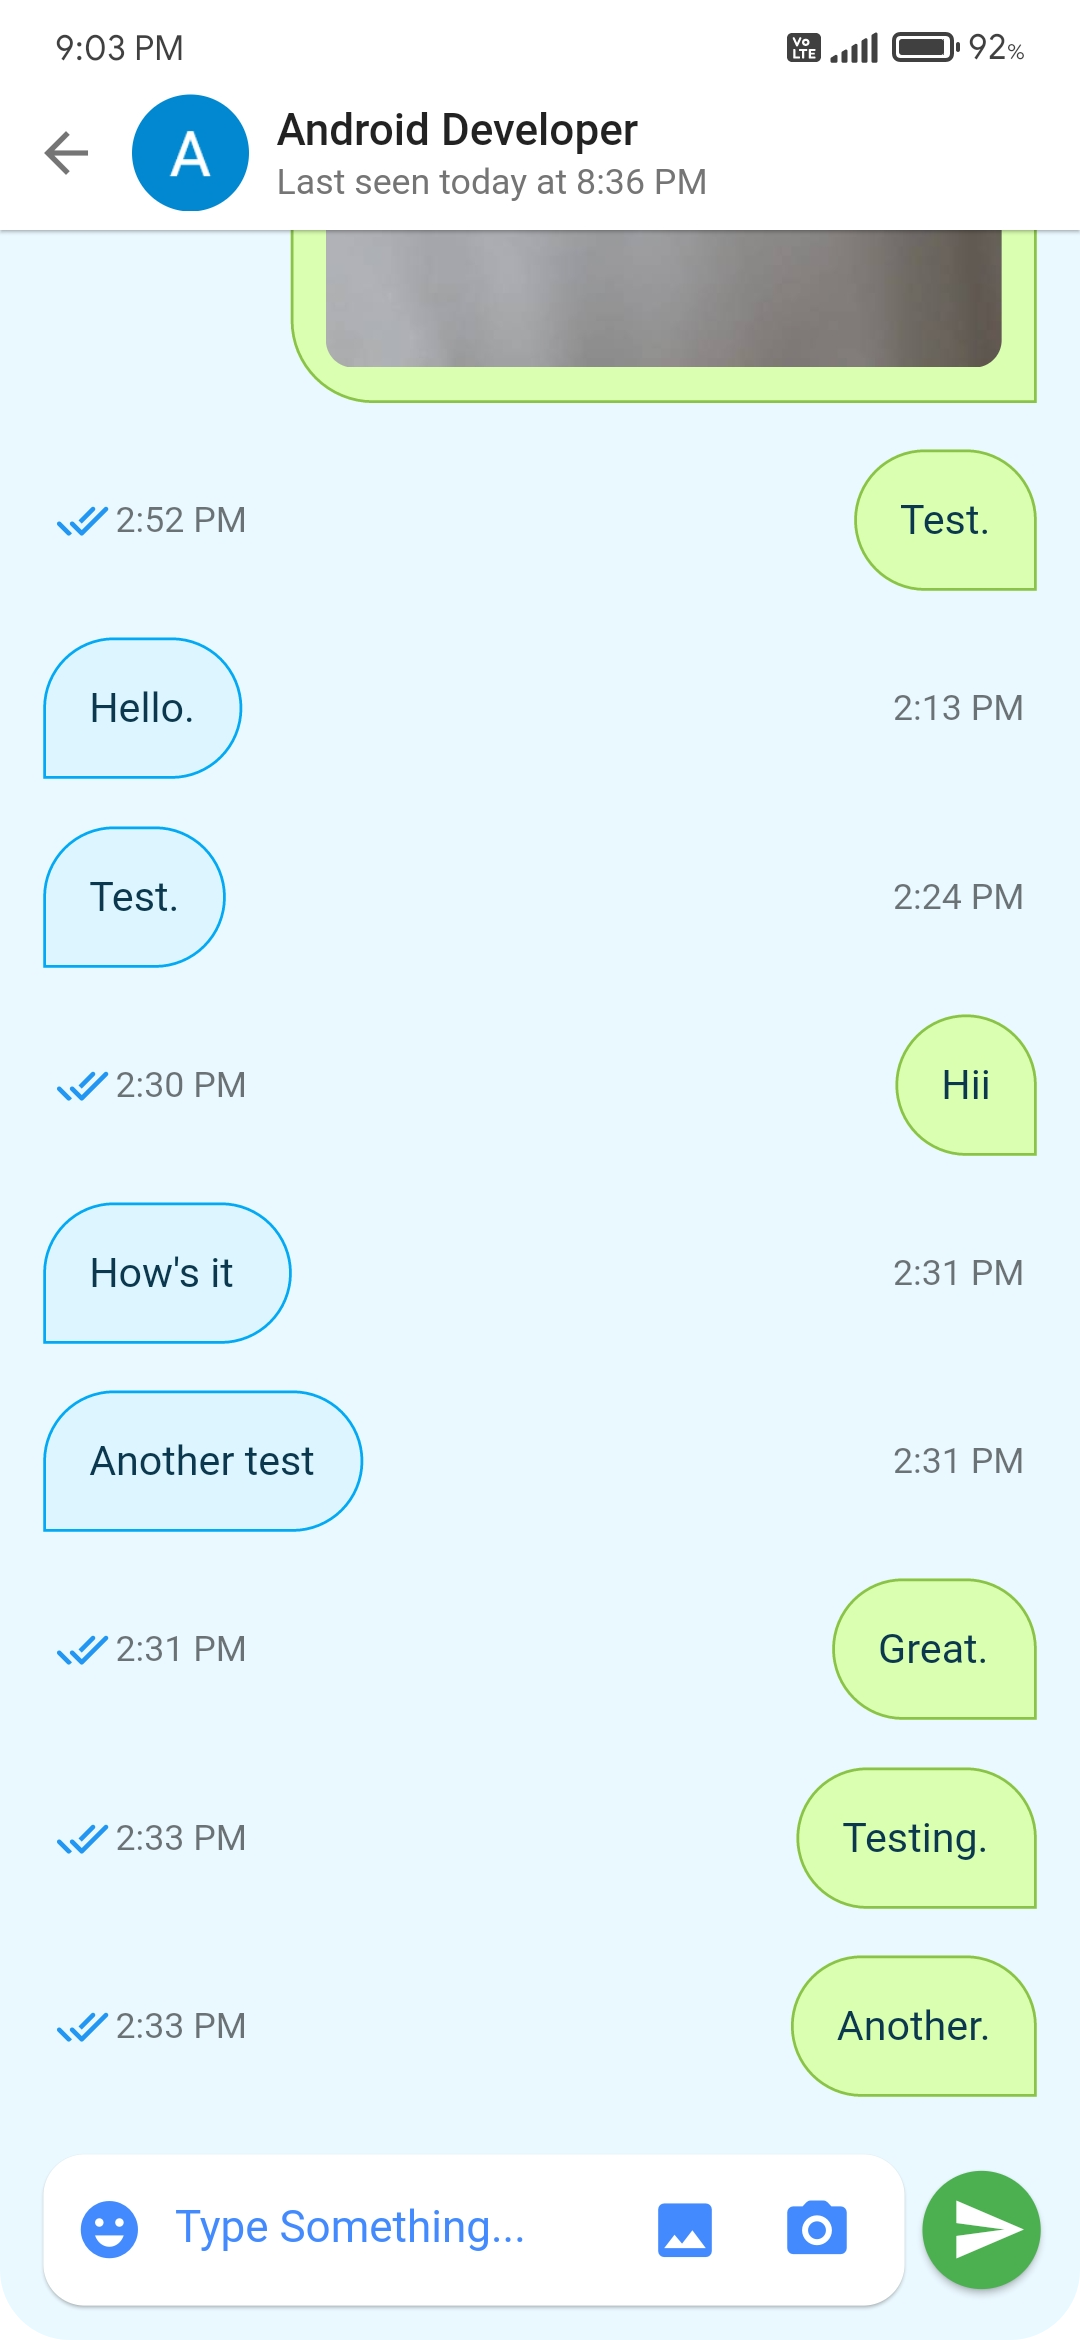 9:03 PM
Vo LTE
92%
A
Android Developer
Last seen today at 8:36 PM
2:52 PM
Test.
Hello.
2:13 PM
Test.
2:24 PM
2:30 PM
Hii
How's it
2:31 PM
Another test
2:31 PM
2:31 PM
Great.
2:33 PM
Testing.
2:33 PM
Another.
Type Something...